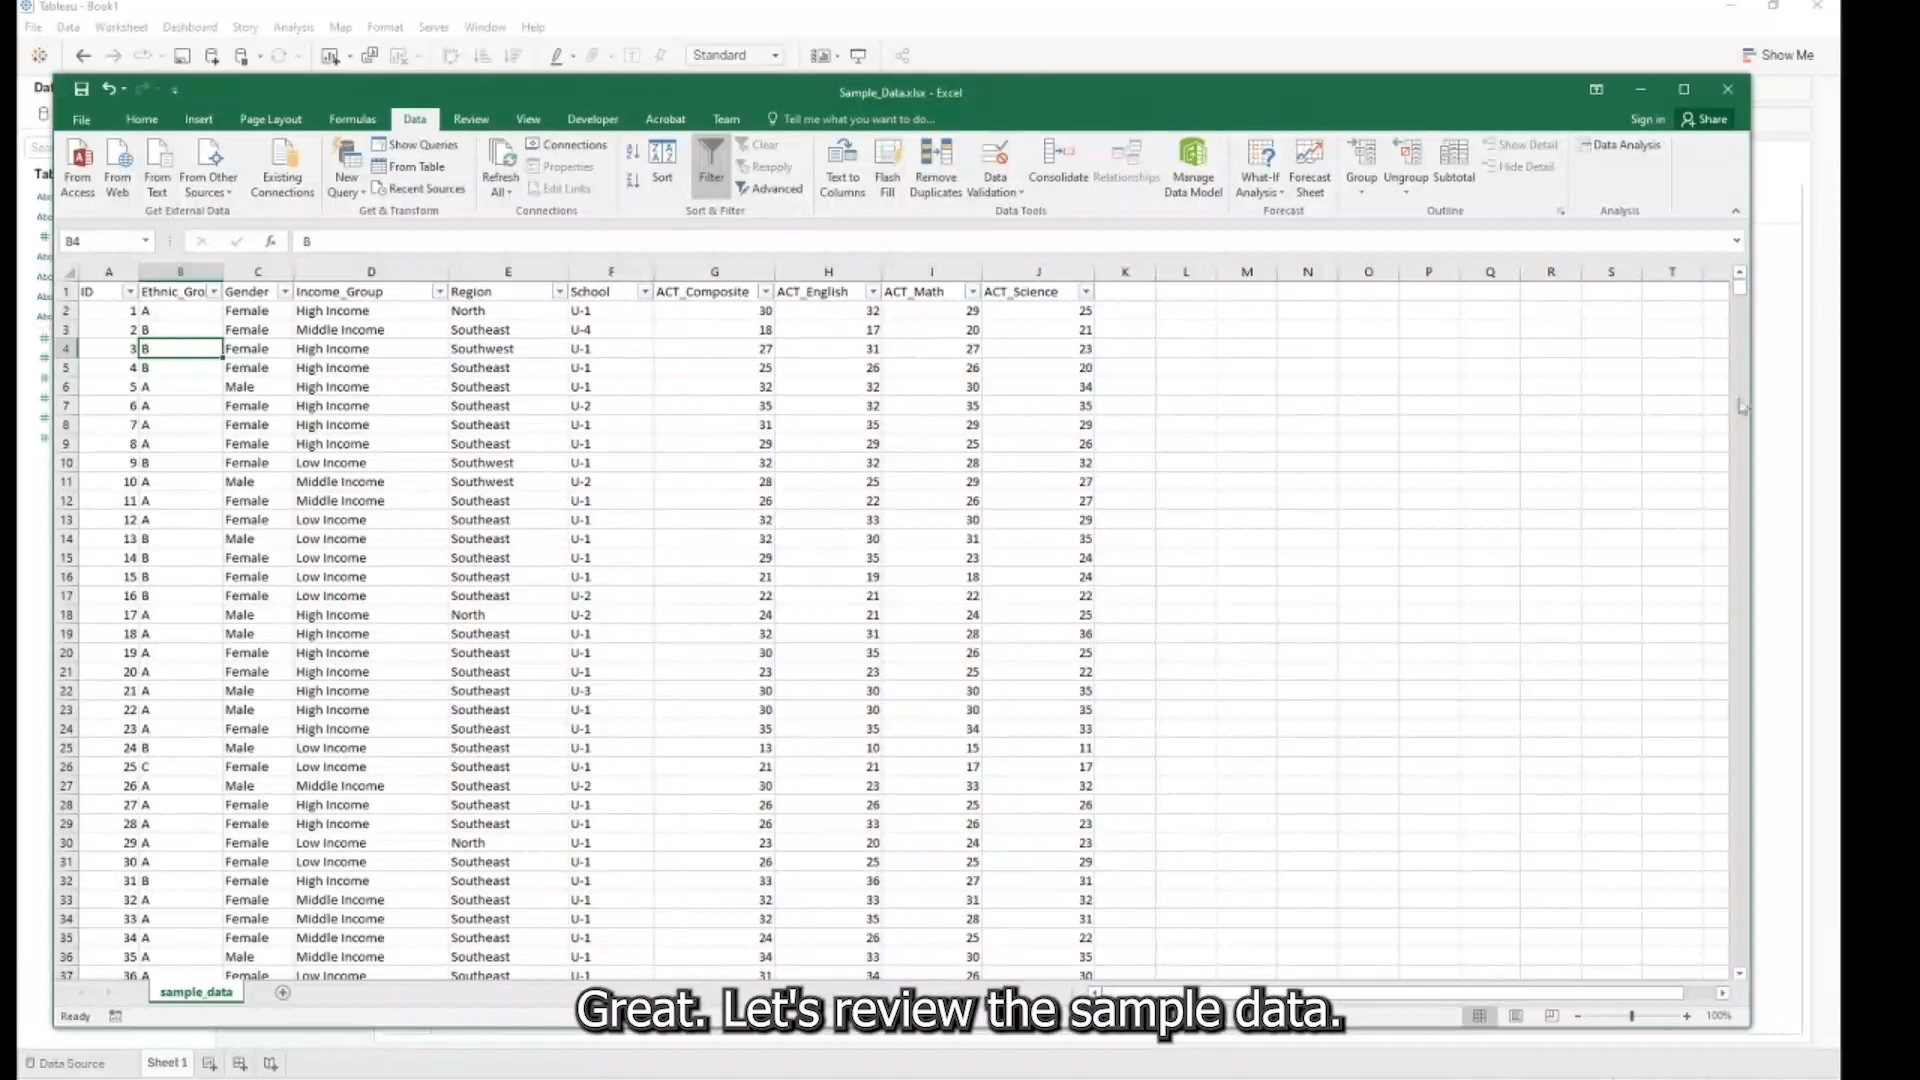 Tableau - Book1
File Data Worksheet Dashboard Story Analysis Map Format Server Window Help
Standard Show Me
Sample_Data.xlsx - Excel
File Home Insert Page Layout Formulas Data Review View Developer Acrobat Team Tell me what you want to do... Sign in Share
From Access From Web From Text From Other Sources Existing Connections Get External Data
New Query Show Queries From Table Recent Sources Get & Transform
Refresh All Connections Properties Edit Links Connections
Sort Filter Clear Reapply Advanced Sort & Filter
Text to Columns Flash Fill Remove Duplicates Data Validation Consolidate Relationships Manage Data Model Data Tools
What-If Analysis Forecast Sheet Forecast
Group Ungroup Subtotal Show Detail Hide Detail Outline
Data Analysis Analysis
B4 fx B
A B C D E F G H I J K L M N O P Q R S T
1 ID Ethnic_Gro Gender Income_Group Region School ACT_Composite ACT_English ACT_Math ACT_Science
2 1 A Female High Income North U-1 30 32 29 25
3 2 B Female Middle Income Southeast U-4 18 17 20 21
4 3 B Female High Income Southwest U-1 27 31 27 23
5 4 B Female High Income Southeast U-1 25 26 26 20
6 5 A Male High Income Southeast U-1 32 32 30 34
7 6 A Female High Income Southeast U-2 35 32 35 35
8 7 A Female High Income Southeast U-1 31 35 29 29
9 8 A Female High Income Southeast U-1 29 29 25 26
10 9 B Female Low Income Southwest U-1 32 32 28 32
11 10 A Male Middle Income Southwest U-2 28 25 29 27
12 11 A Female Middle Income Southeast U-1 26 22 26 27
13 12 A Female Low Income Southeast U-1 32 33 30 29
14 13 B Male Low Income Southeast U-1 32 30 31 35
15 14 B Female Low Income Southeast U-1 29 35 23 24
16 15 B Female Low Income Southeast U-1 21 19 18 24
17 16 B Female Low Income Southeast U-2 22 21 22 22
18 17 A Male High Income North U-2 24 21 24 25
19 18 A Male High Income Southeast U-1 32 31 28 36
20 19 A Female High Income Southeast U-1 30 35 26 25
21 20 A Female High Income Southeast U-1 23 23 25 22
22 21 A Male High Income Southeast U-3 30 30 30 35
23 22 A Male High Income Southeast U-1 30 30 30 35
24 23 A Female High Income Southeast U-1 35 35 34 33
25 24 B Male Low Income Southeast U-1 13 10 15 11
26 25 C Female Low Income Southeast U-1 21 21 17 17
27 26 A Male Middle Income Southeast U-2 30 23 33 32
28 27 A Female High Income Southeast U-1 26 26 25 26
29 28 A Female High Income Southeast U-1 26 33 26 23
30 29 A Female Low Income North U-1 23 20 24 23
31 30 A Female Low Income Southeast U-1 26 25 25 29
32 31 B Female High Income Southeast U-1 33 36 27 31
33 32 A Female Middle Income Southeast U-1 32 33 31 32
34 33 A Female Middle Income Southeast U-1 32 35 28 31
35 34 A Female Middle Income Southeast U-1 24 26 25 22
36 35 A Male Middle Income Southeast U-1 34 33 30 35
37 36 A Female Low Income Southeast U-1 31 34 26 30
sample_data
Great. Let's review the sample data.
Ready 100%
Data Source Sheet 1